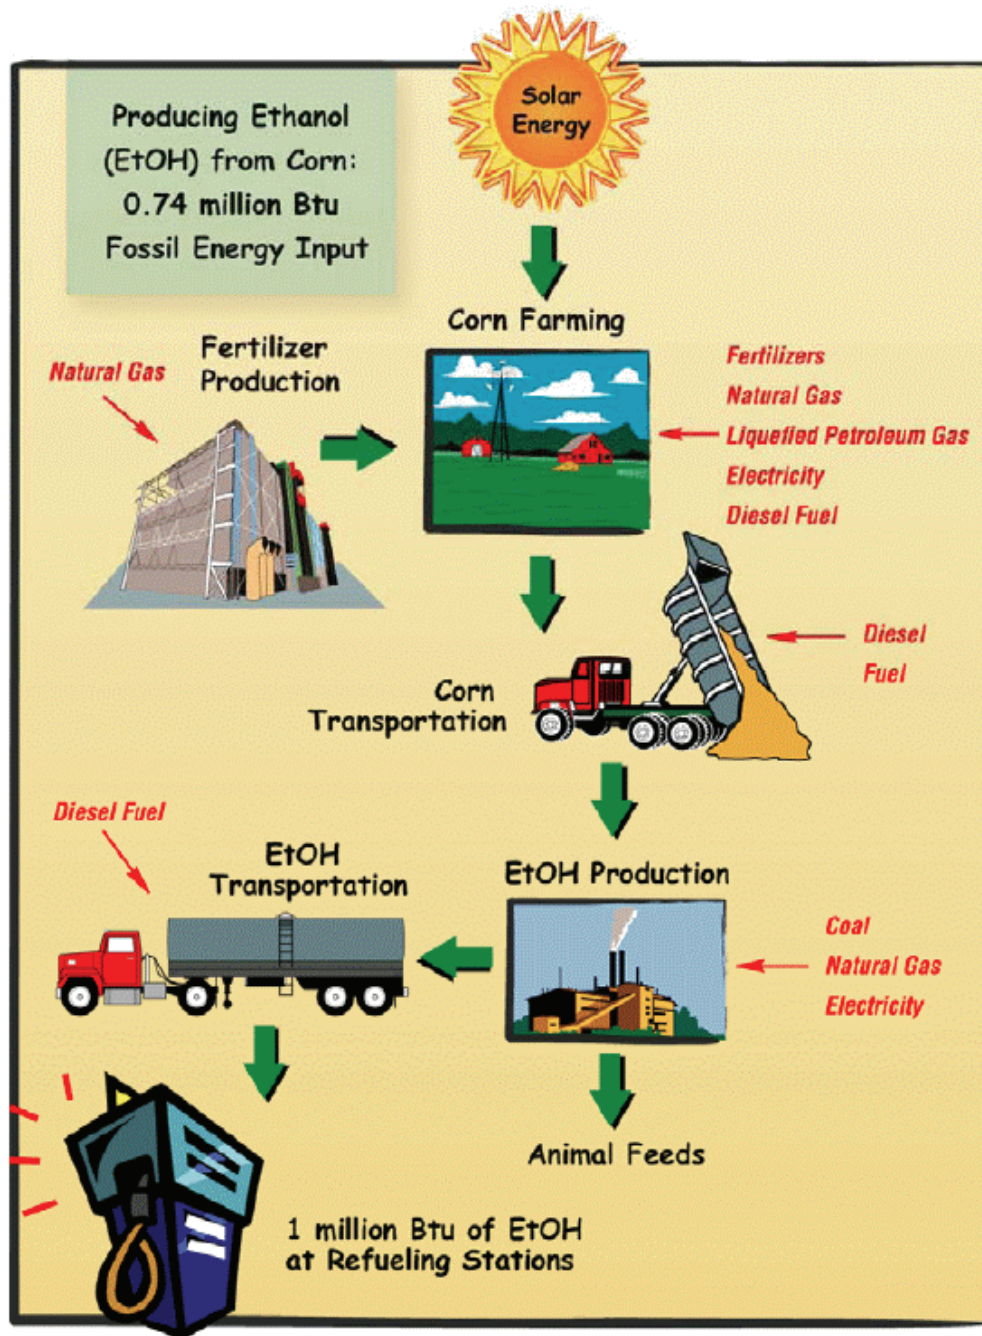 Solar
Energy
Producing Ethanol
(EtOH) from Corn:
0.74 million Btu
Fossil Energy Input
Corn Farming
Natural Gas
Fertilizer
Production
Fertilizers
Natural Gas
Liquefied Petroleum Gas
Electricity
Diesel Fuel
Diesel
Fuel
Corn
Transportation
Diesel Fuel
EtOH
Transportation
EtOH Production
Coal
Natural Gas
Electricity
Animal Feeds
1 million Btu of EtOH
at Refueling Stations